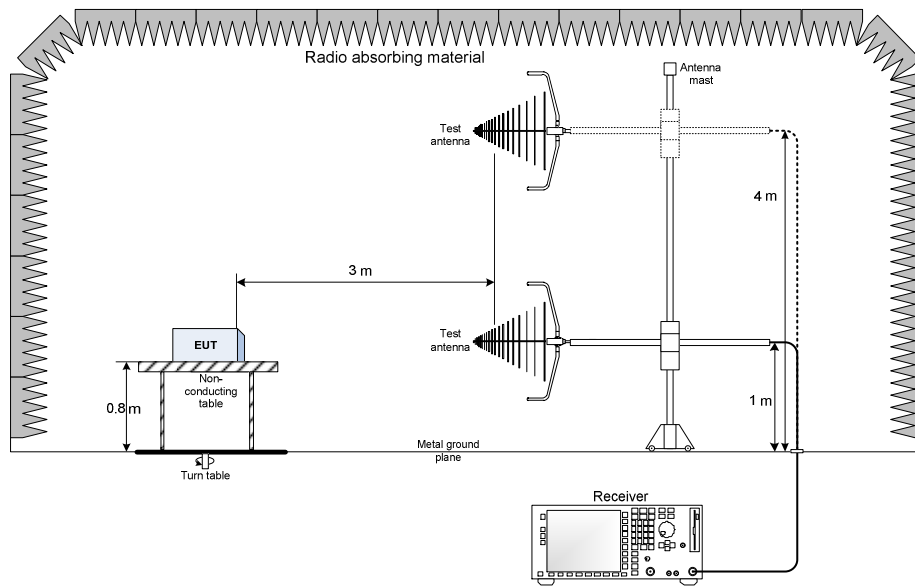 Radio absorbing material
Antenna
mast
Test
antenna
4 m
3 m
Test
antenna
EUT
Non-
conducting
table
0.8 m
1 m
Metal ground
plane
Turn table
Receiver